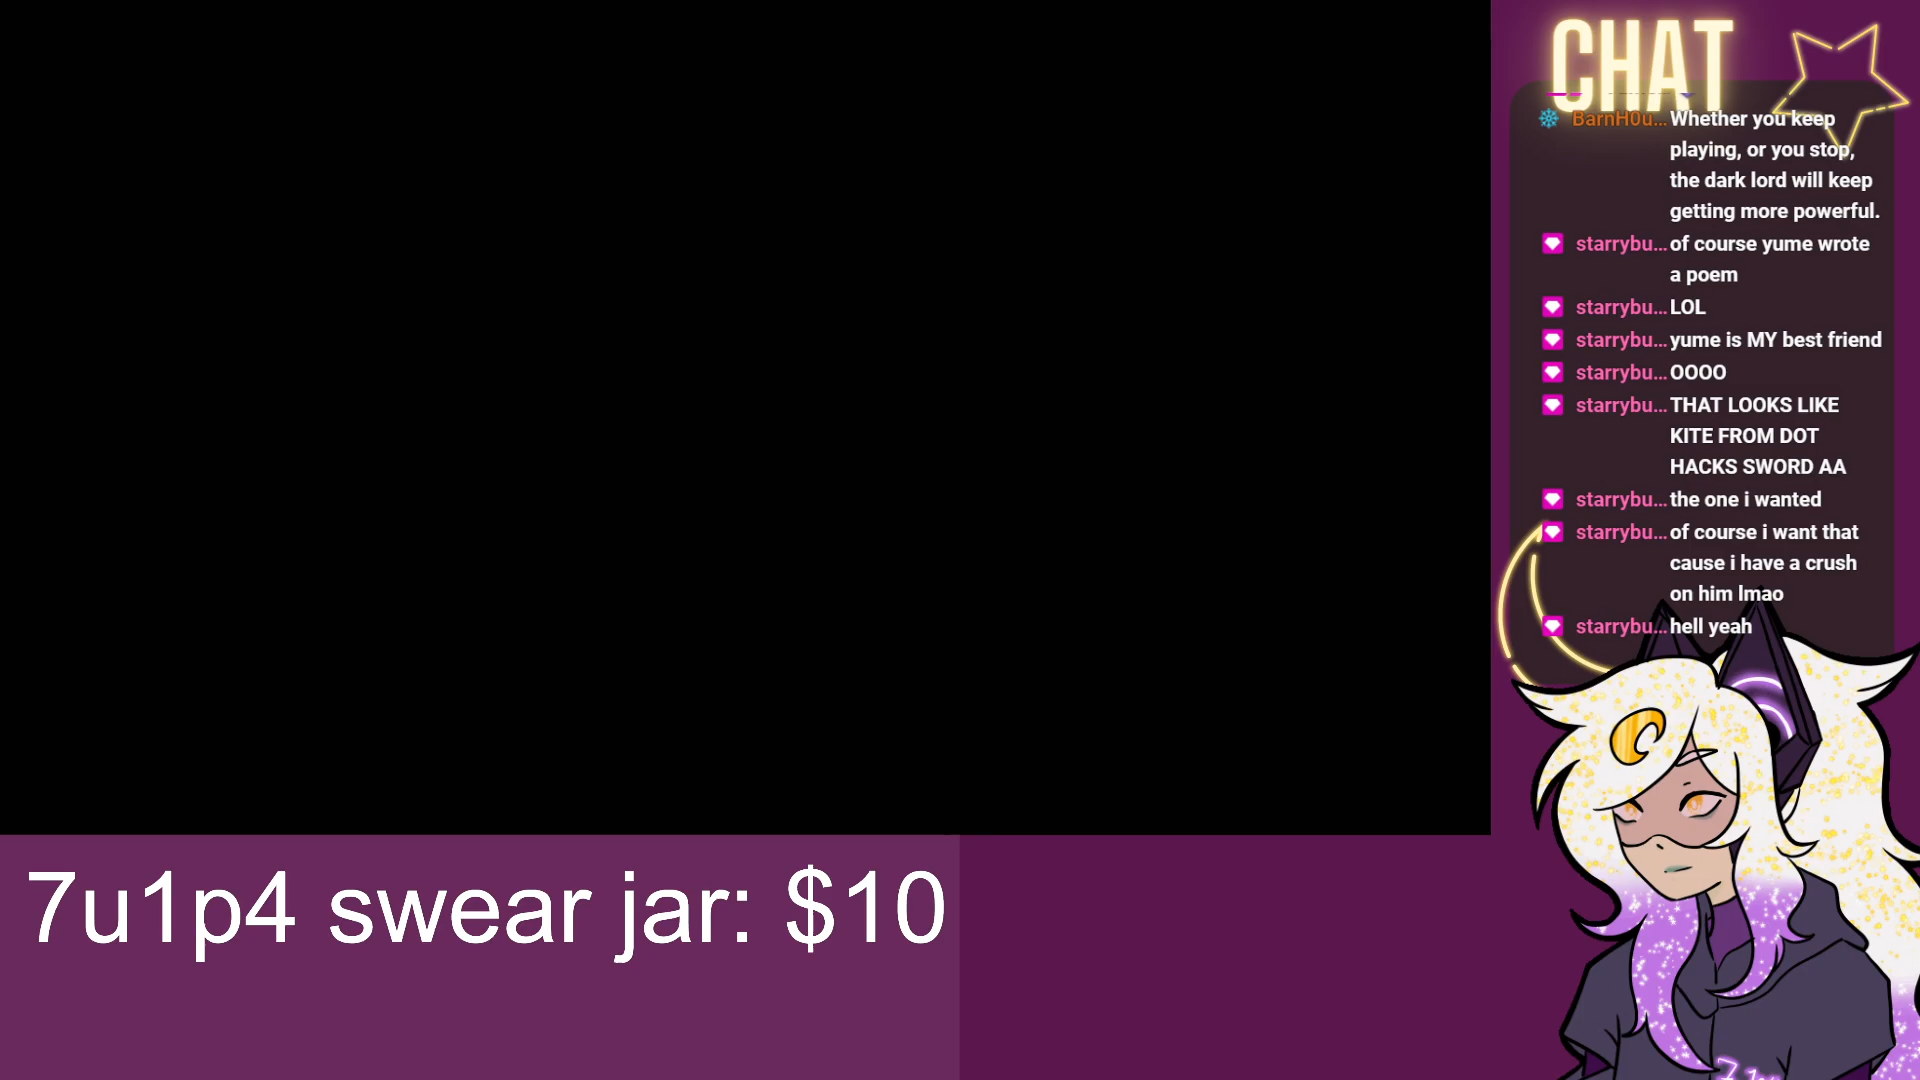 CHAT
BarnH0u... Whether you keep
playing, or you stop,
the dark lord will keep
getting more powerful.
starrybu... of course yume wrote
a poem
starrybu... LOL
starrybu... yume is MY best friend
starrybu... OOOO
starrybu... THAT LOOKS LIKE
KITE FROM DOT
HACKS SWORD AA
starrybu... the one i wanted
starrybu... of course i want that
cause i have a crush
on him lmao
starrybu... hell yeah
7u1p4 swear jar: $10